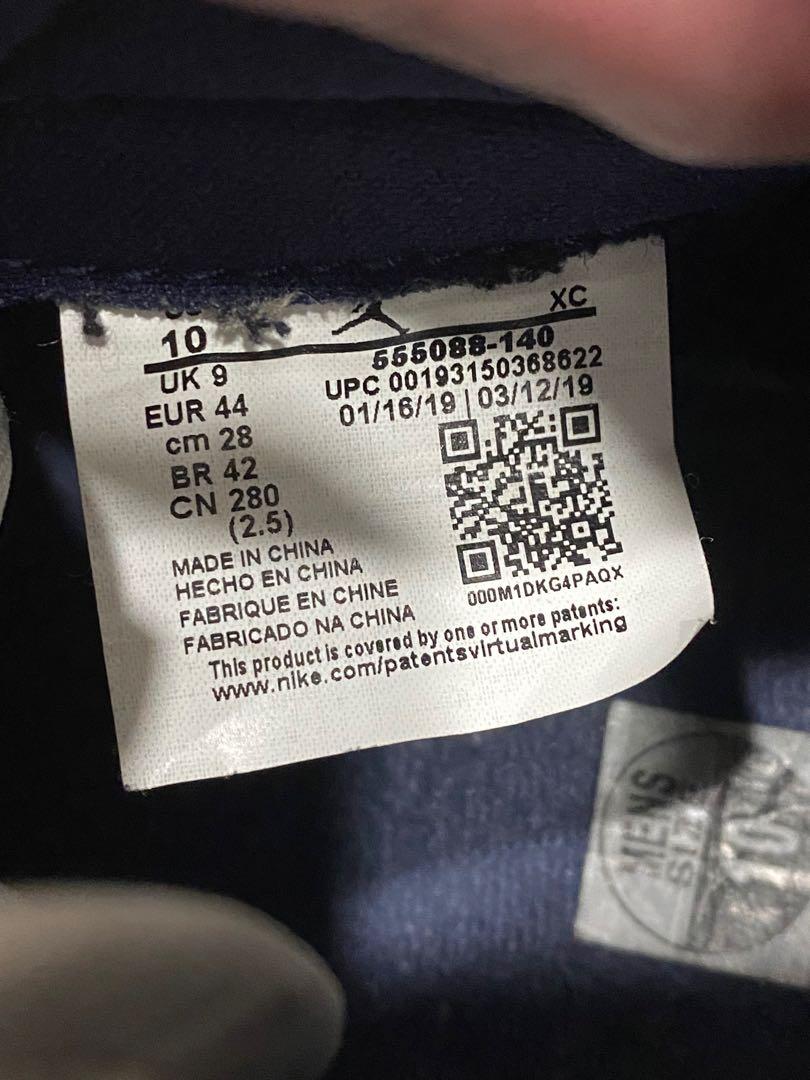 XC
10
555088-140
UK 9
UPC 00193150368622
EUR 44
01/16/19 | 03/12/19
cm 28
BR 42
CN 280
(2.5)
MADE IN CHINA
HECHO EN CHINA
FABRIQUE EN CHINE
FABRICADO NA CHINA
000M1DKG4PAQX
This product is covered by one or more patents:
www.nike.com/patentsvirtualmarking
MENS
SIZE
10